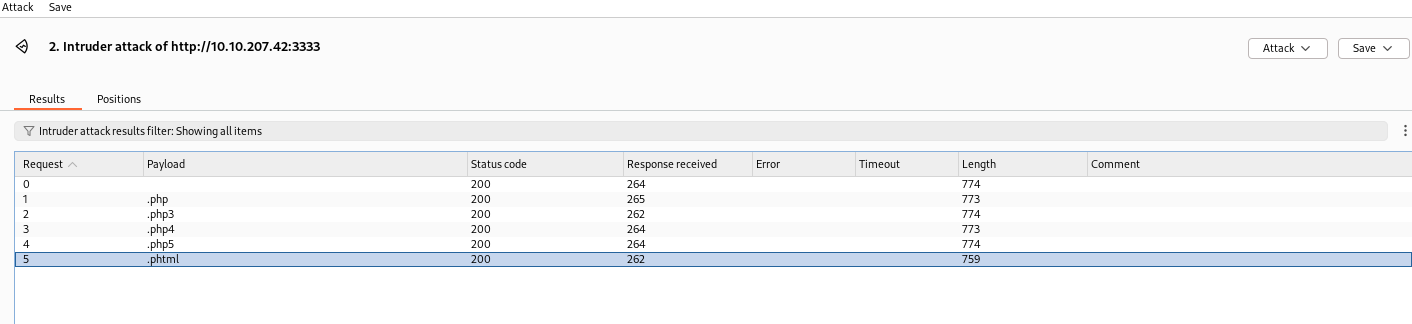 Attack Save
2. Intruder attack of http://10.10.207.42:3333
Attack Save
Results Positions
Intruder attack results filter: Showing all items
Request Payload Status code Response received Error Timeout Length Comment
0 200 264 774
1 .php 200 265 773
2 .php3 200 262 774
3 .php4 200 264 773
4 .php5 200 264 774
5 .phtml 200 262 759